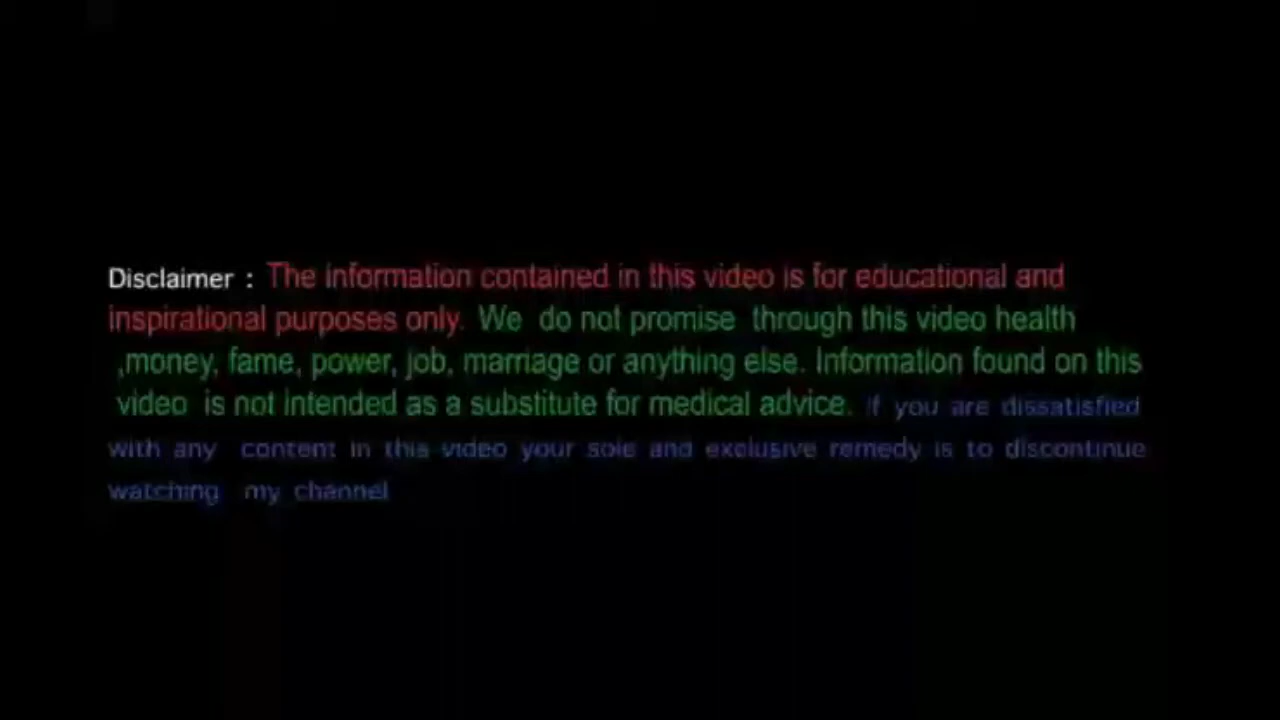 Disclaimer : The information contained in this video is for educational and
inspirational purposes only. We do not promise through this video health
,money, fame, power, job, marriage or anything else. Information found on this
video is not intended as a substitute for medical advice. If you are dissatisfied
with any content in this video your sole and exclusive remedy is to discontinue
watching my channel